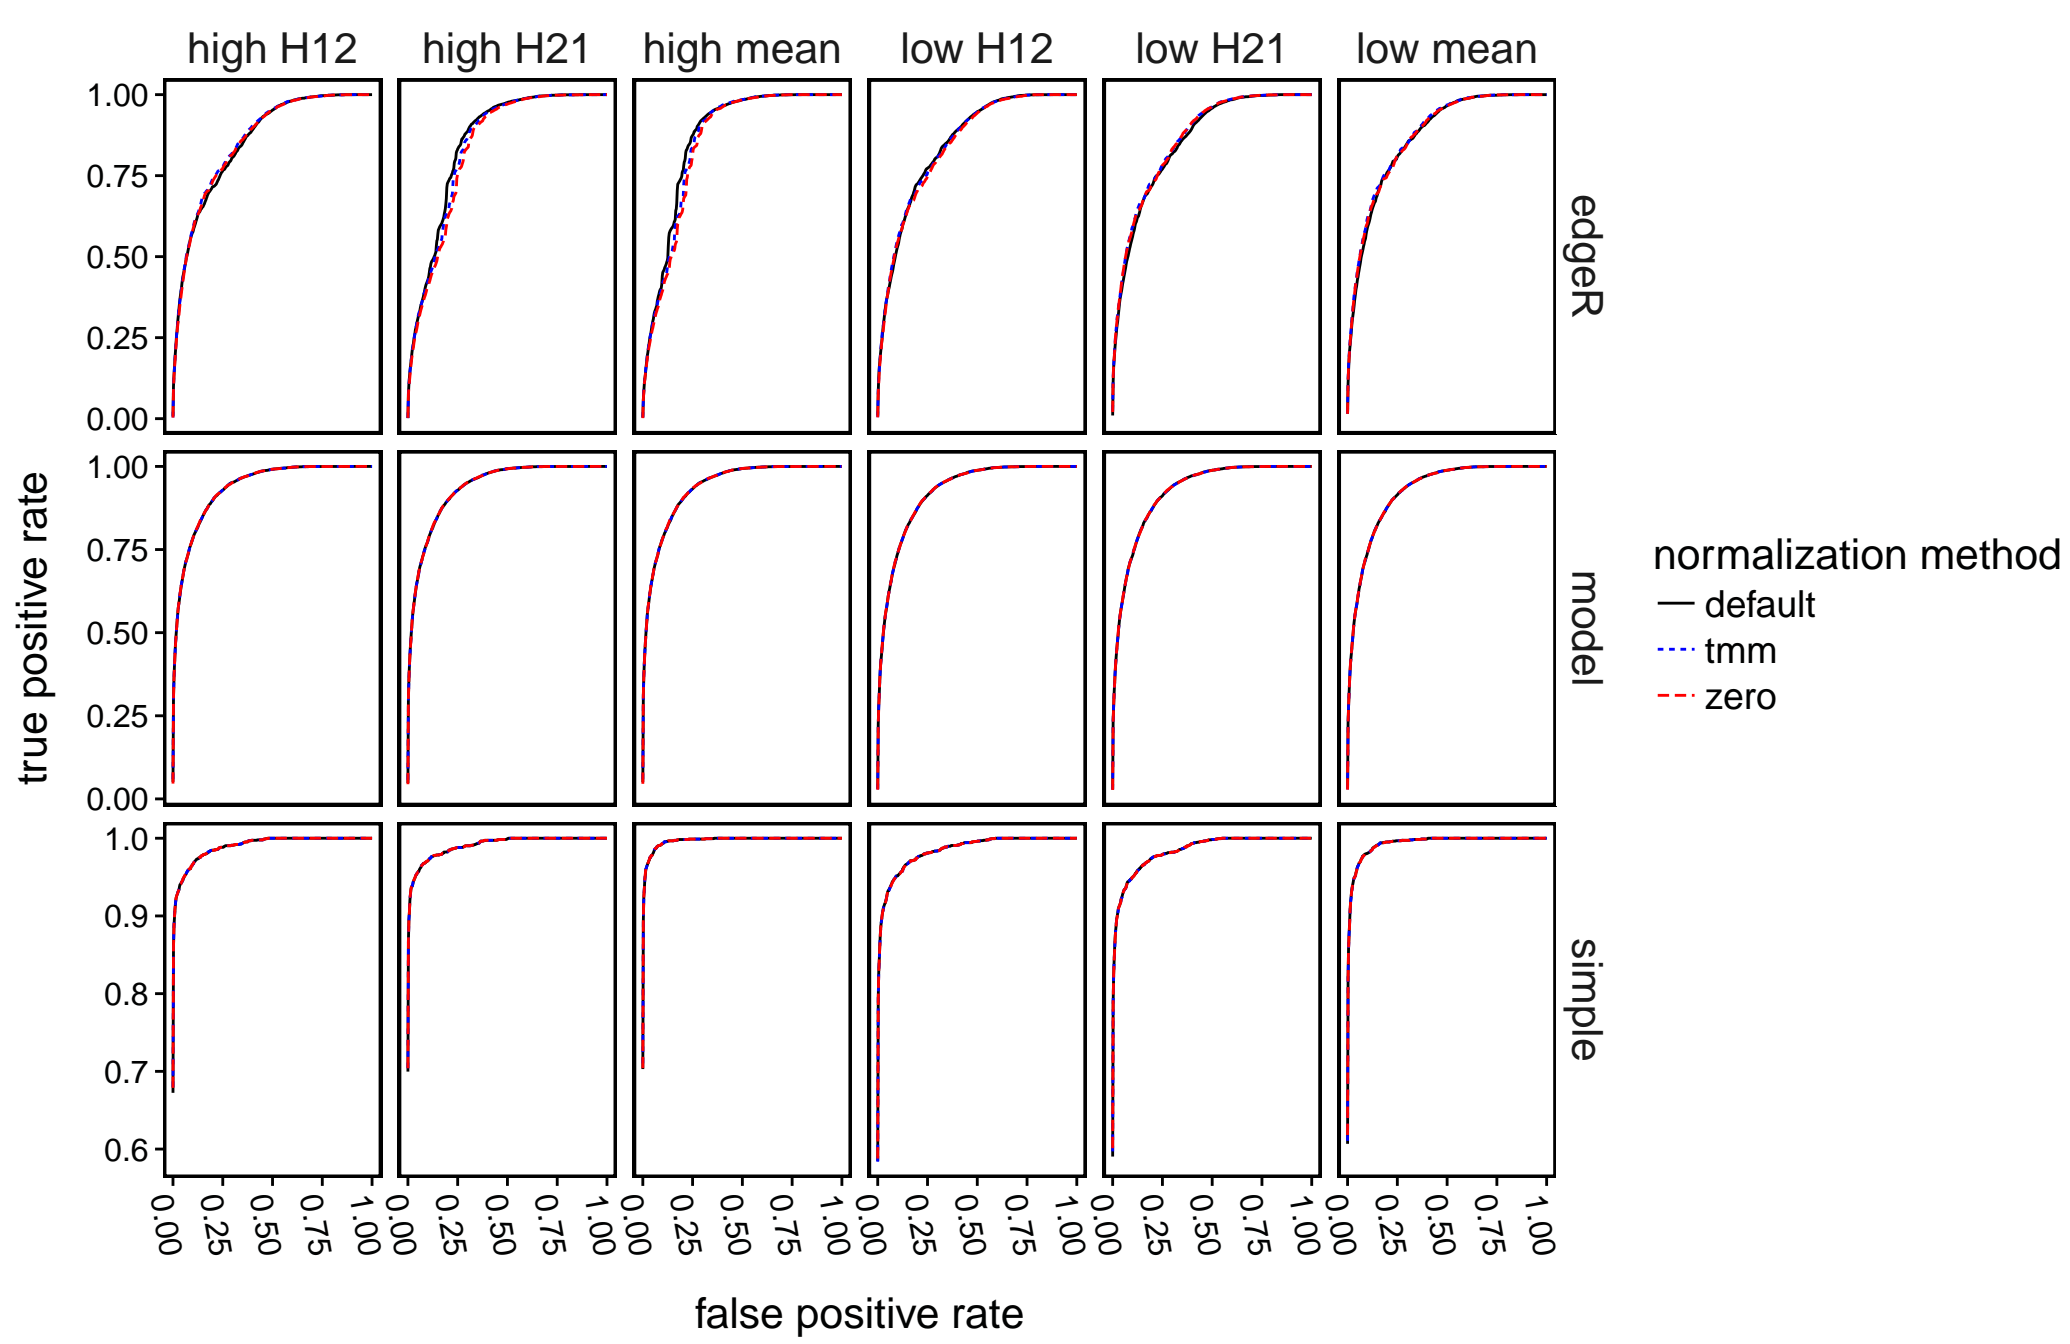 high H12
high H21
high mean
low H12
low H21
low mean
1.00
0.75
0.50
0.25
0.00
edgeR
1.00
0.75
0.50
0.25
0.00
model
1.0
0.9
0.8
0.7
0.6
simple
true positive rate
0.00 0.25 0.50 0.75 1.00
0.00 0.25 0.50 0.75 1.00
0.00 0.25 0.50 0.75 1.00
0.00 0.25 0.50 0.75 1.00
0.00 0.25 0.50 0.75 1.00
0.00 0.25 0.50 0.75 1.00
false positive rate
normalization method
default
tmm
zero